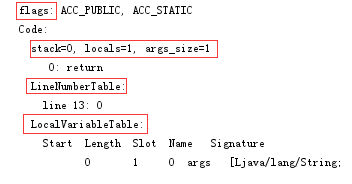 flags: ACC_PUBLIC, ACC_STATIC
Code:
stack=0, locals=1, args_size=1
0: return
LineNumberTable:
line 13: 0
LocalVariableTable:
Start Length Slot Name Signature
0 1 0 args [Ljava/lang/String;